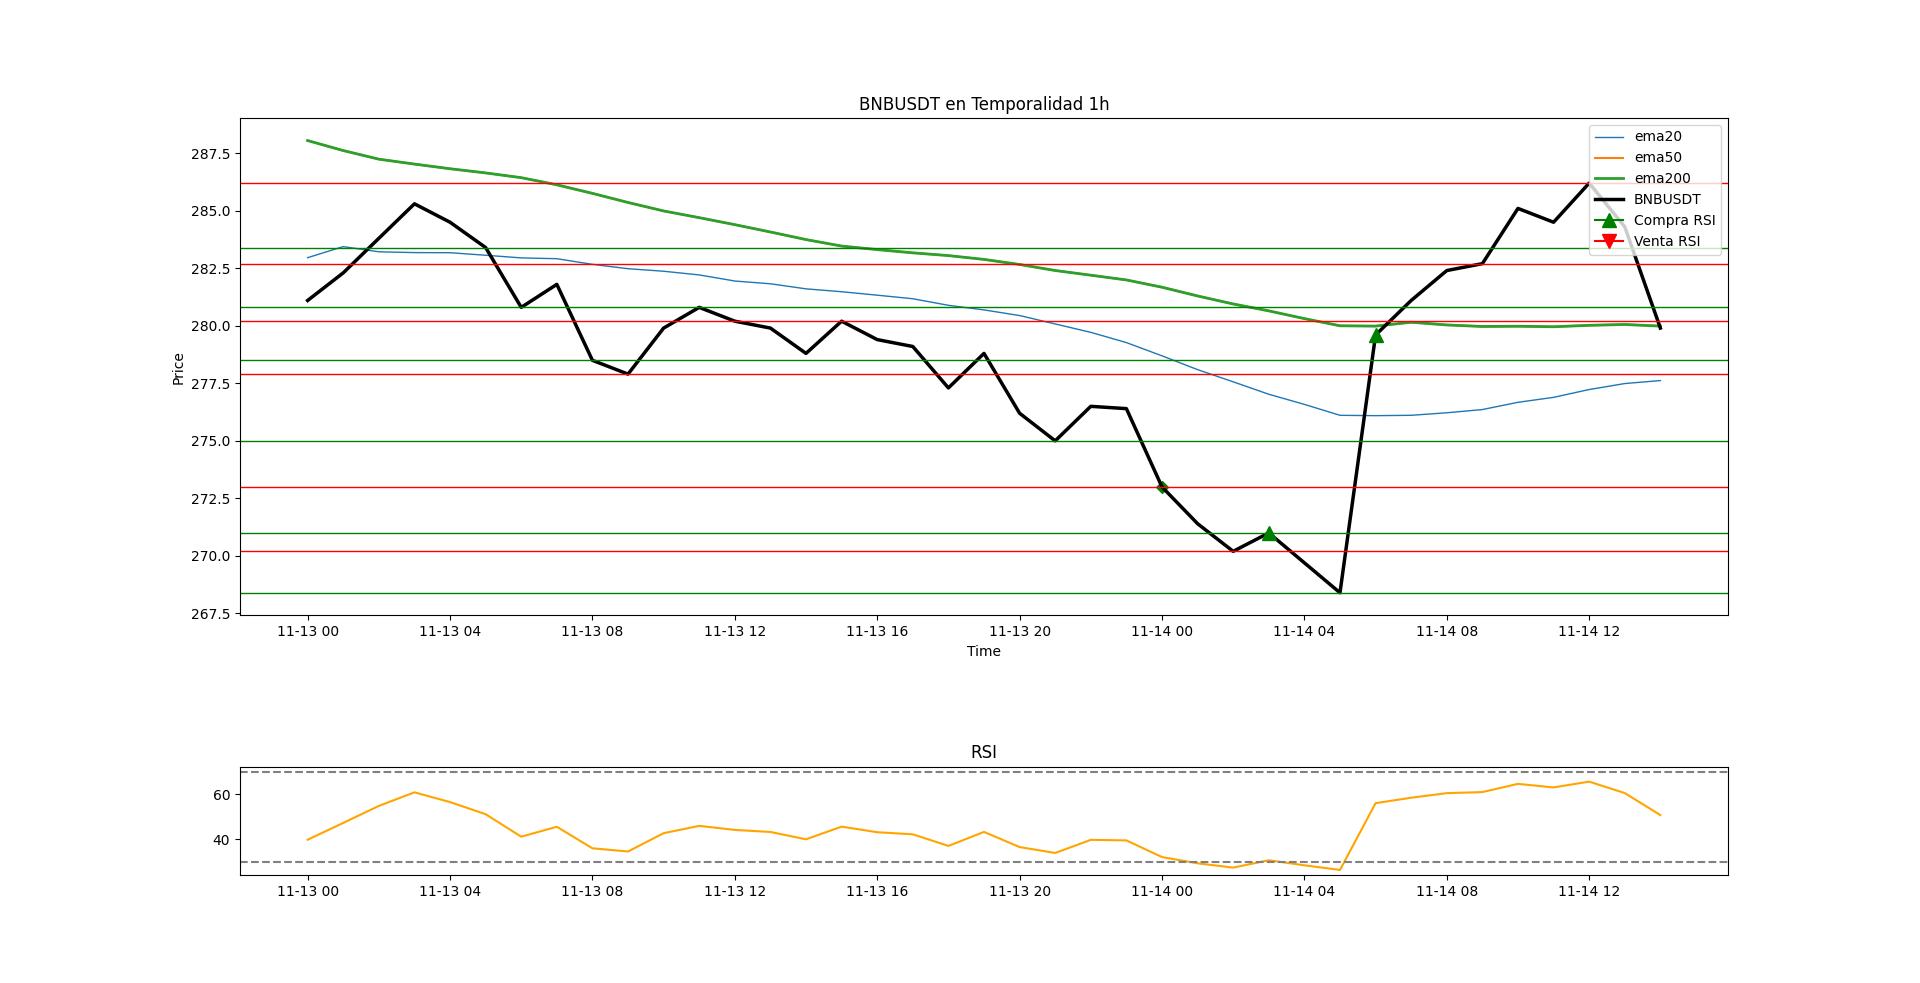 BNBUSDT en Temporalidad 1h
287.5
285.0
282.5
280.0
277.5
275.0
272.5
270.0
267.5
Price
ema20
ema50
ema200
BNBUSDT
Compra RSI
Venta RSI
11-13 00 11-13 04 11-13 08 11-13 12 11-13 16 11-13 20 11-14 00 11-14 04 11-14 08 11-14 12
Time
RSI
60
40
11-13 00 11-13 04 11-13 08 11-13 12 11-13 16 11-13 20 11-14 00 11-14 04 11-14 08 11-14 12